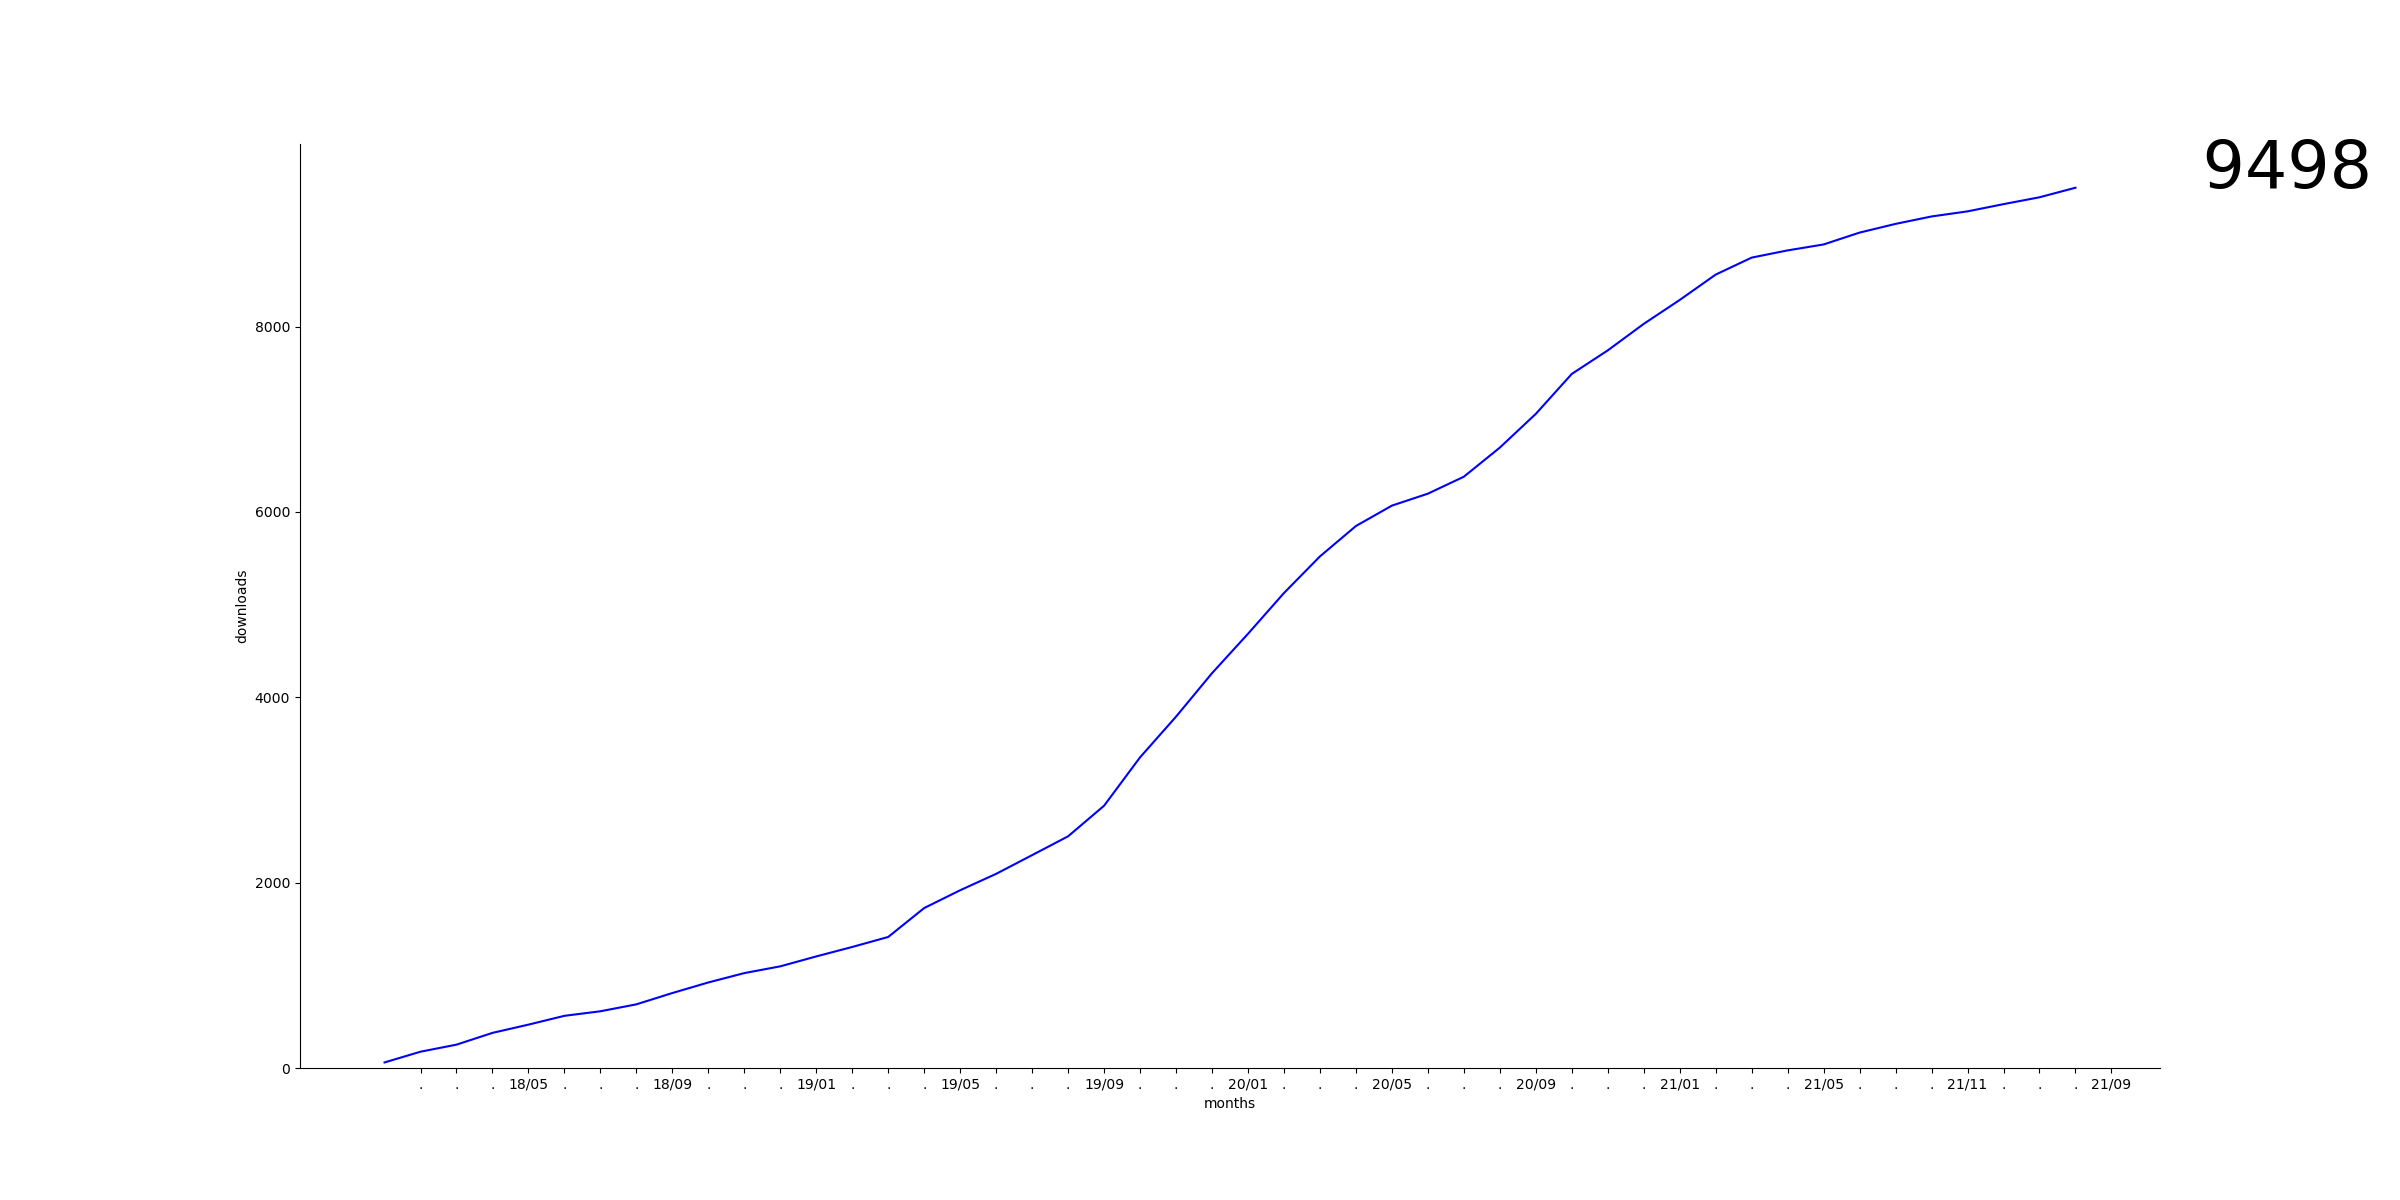 9498
8000
6000
4000
2000
0
downloads
. . . 18/05 . . . 18/09 . . . 19/01 . . . 19/05 . . . 19/09 . . . 20/01 . . . 20/05 . . . 20/09 . . . 21/01 . . . 21/05 . . . 21/11 . . . 21/09
months